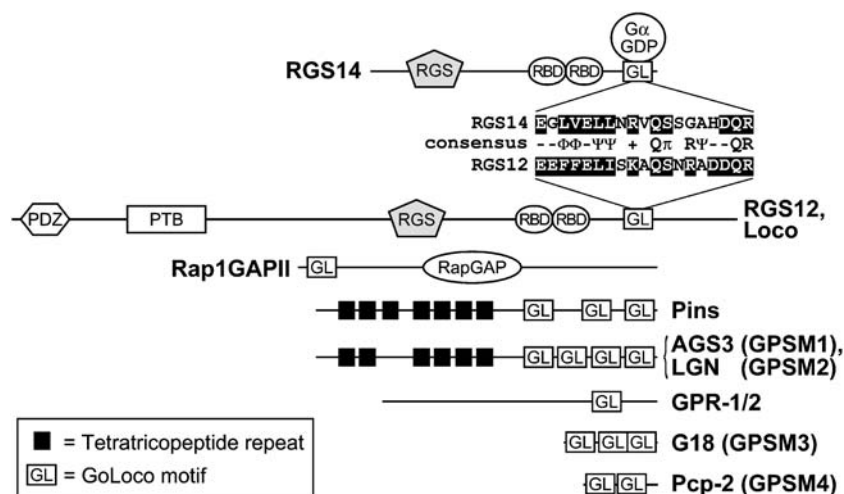 Gα
GDP
RGS14 RGS RBD RBD GL
RGS14 EGLVELLNRVQSSGAHDQR
consensus --ΦΦ-ΨΨ + Qπ RΨ--QR
RGS12 EEFFELISKAQSNRADDQR
PDZ PTB RGS RBD RBD GL RGS12,
Loco
Rap1GAPII GL RapGAP
GL GL GL Pins
GL GL GL GL AGS3 (GPSM1),
LGN (GPSM2)
GL GPR-1/2
GL GL GL G18 (GPSM3)
GL GL Pcp-2 (GPSM4)
= Tetratricopeptide repeat
GL = GoLoco motif